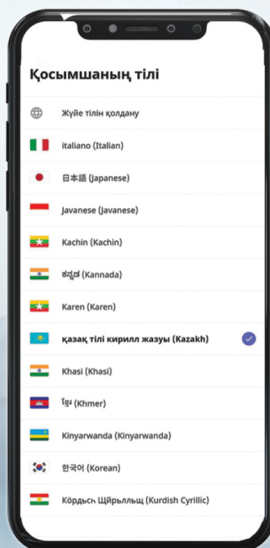 Қосымшаның тілі
Жүйе тілін қолдану
italiano (Italian)
日本語 (Japanese)
Javanese (Javanese)
Kachin (Kachin)
ಕನ್ನಡ (Kannada)
Karen (Karen)
қазақ тілі кирилл жазуы (Kazakh)
Khasi (Khasi)
ខ្មែរ (Khmer)
Kinyarwanda (Kinyarwanda)
한국어 (Korean)
Көрдьсһ Щйрьлльщ (Kurdish Cyrillic)